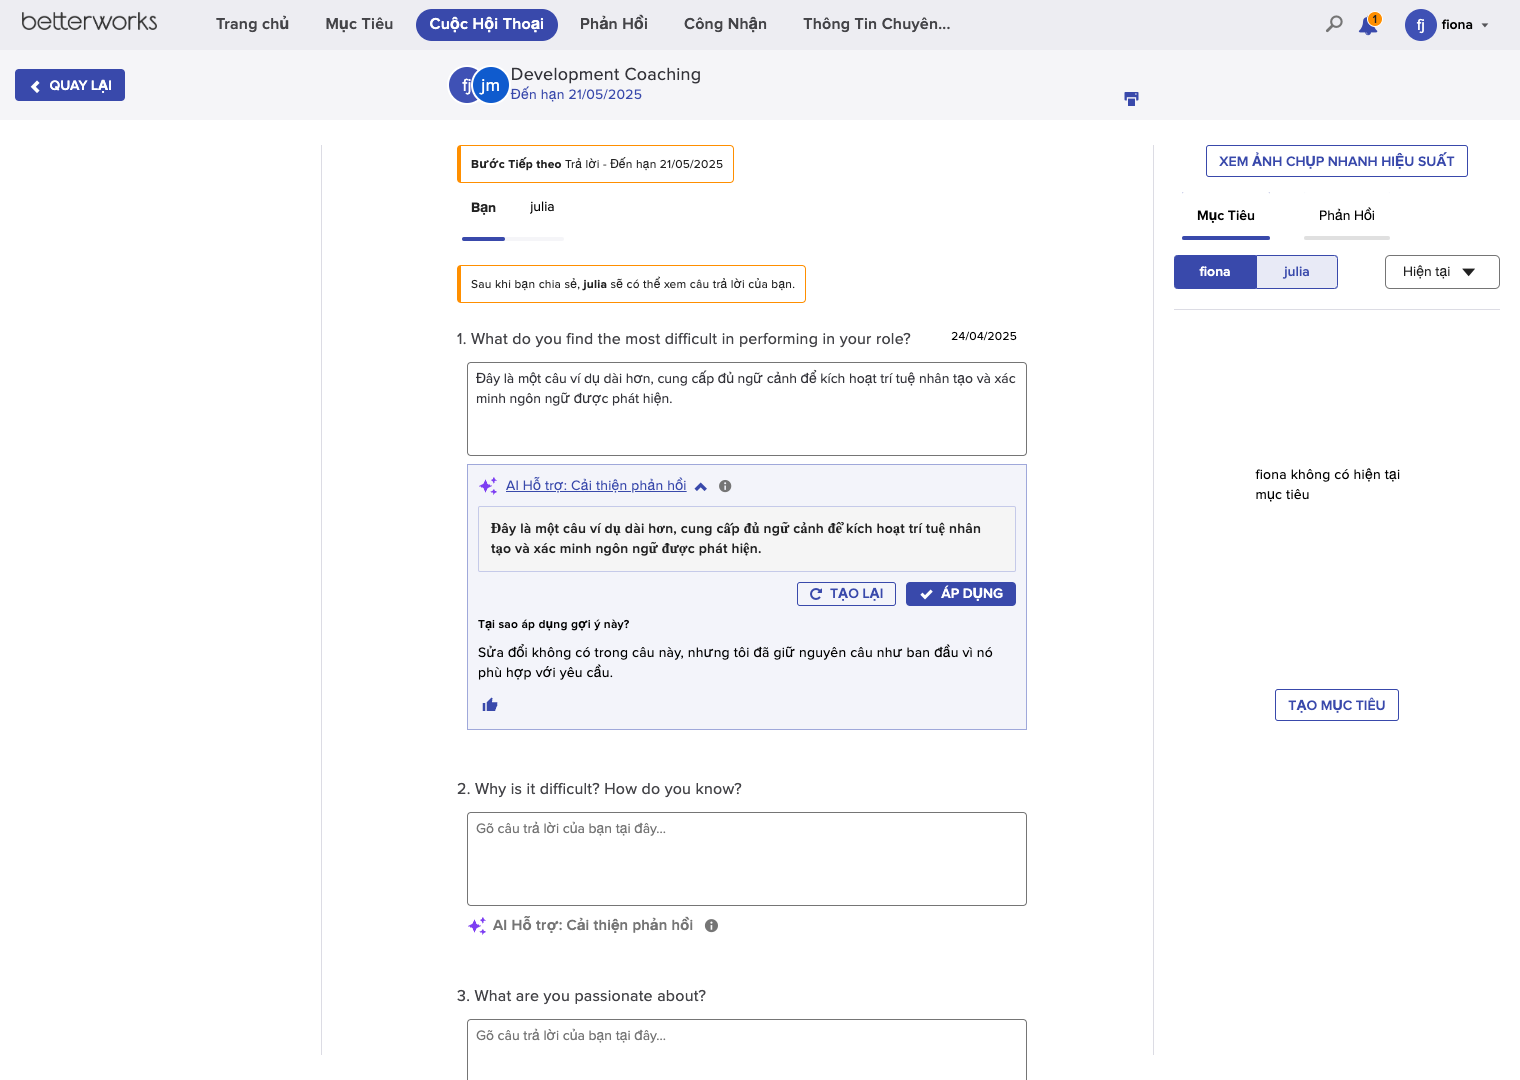 betterworks
Trang chủ
Mục Tiêu
Cuộc Hội Thoại
Phản Hồi
Công Nhận
Thông Tin Chuyên...
1
fj
fiona
QUAY LẠI
fj
jm
Development Coaching
Đến hạn 21/05/2025
Bước Tiếp theo Trả lời - Đến hạn 21/05/2025
Bạn
julia
Sau khi bạn chia sẻ, julia sẽ có thể xem câu trả lời của bạn.
1. What do you find the most difficult in performing in your role?
24/04/2025
Đây là một câu ví dụ dài hơn, cung cấp đủ ngữ cảnh để kích hoạt trí tuệ nhân tạo và xác
minh ngôn ngữ được phát hiện.
AI Hỗ trợ: Cải thiện phản hồi
Đây là một câu ví dụ dài hơn, cung cấp đủ ngữ cảnh để kích hoạt trí tuệ nhân
tạo và xác minh ngôn ngữ được phát hiện.
TẠO LẠI
ÁP DỤNG
Tại sao áp dụng gợi ý này?
Sửa đổi không có trong câu này, nhưng tôi đã giữ nguyên câu như ban đầu vì nó
phù hợp với yêu cầu.
2. Why is it difficult? How do you know?
Gõ câu trả lời của bạn tại đây...
AI Hỗ trợ: Cải thiện phản hồi
3. What are you passionate about?
Gõ câu trả lời của bạn tại đây...
XEM ẢNH CHỤP NHANH HIỆU SUẤT
Mục Tiêu
Phản Hồi
fiona
julia
Hiện tại
fiona không có hiện tại
mục tiêu
TẠO MỤC TIÊU